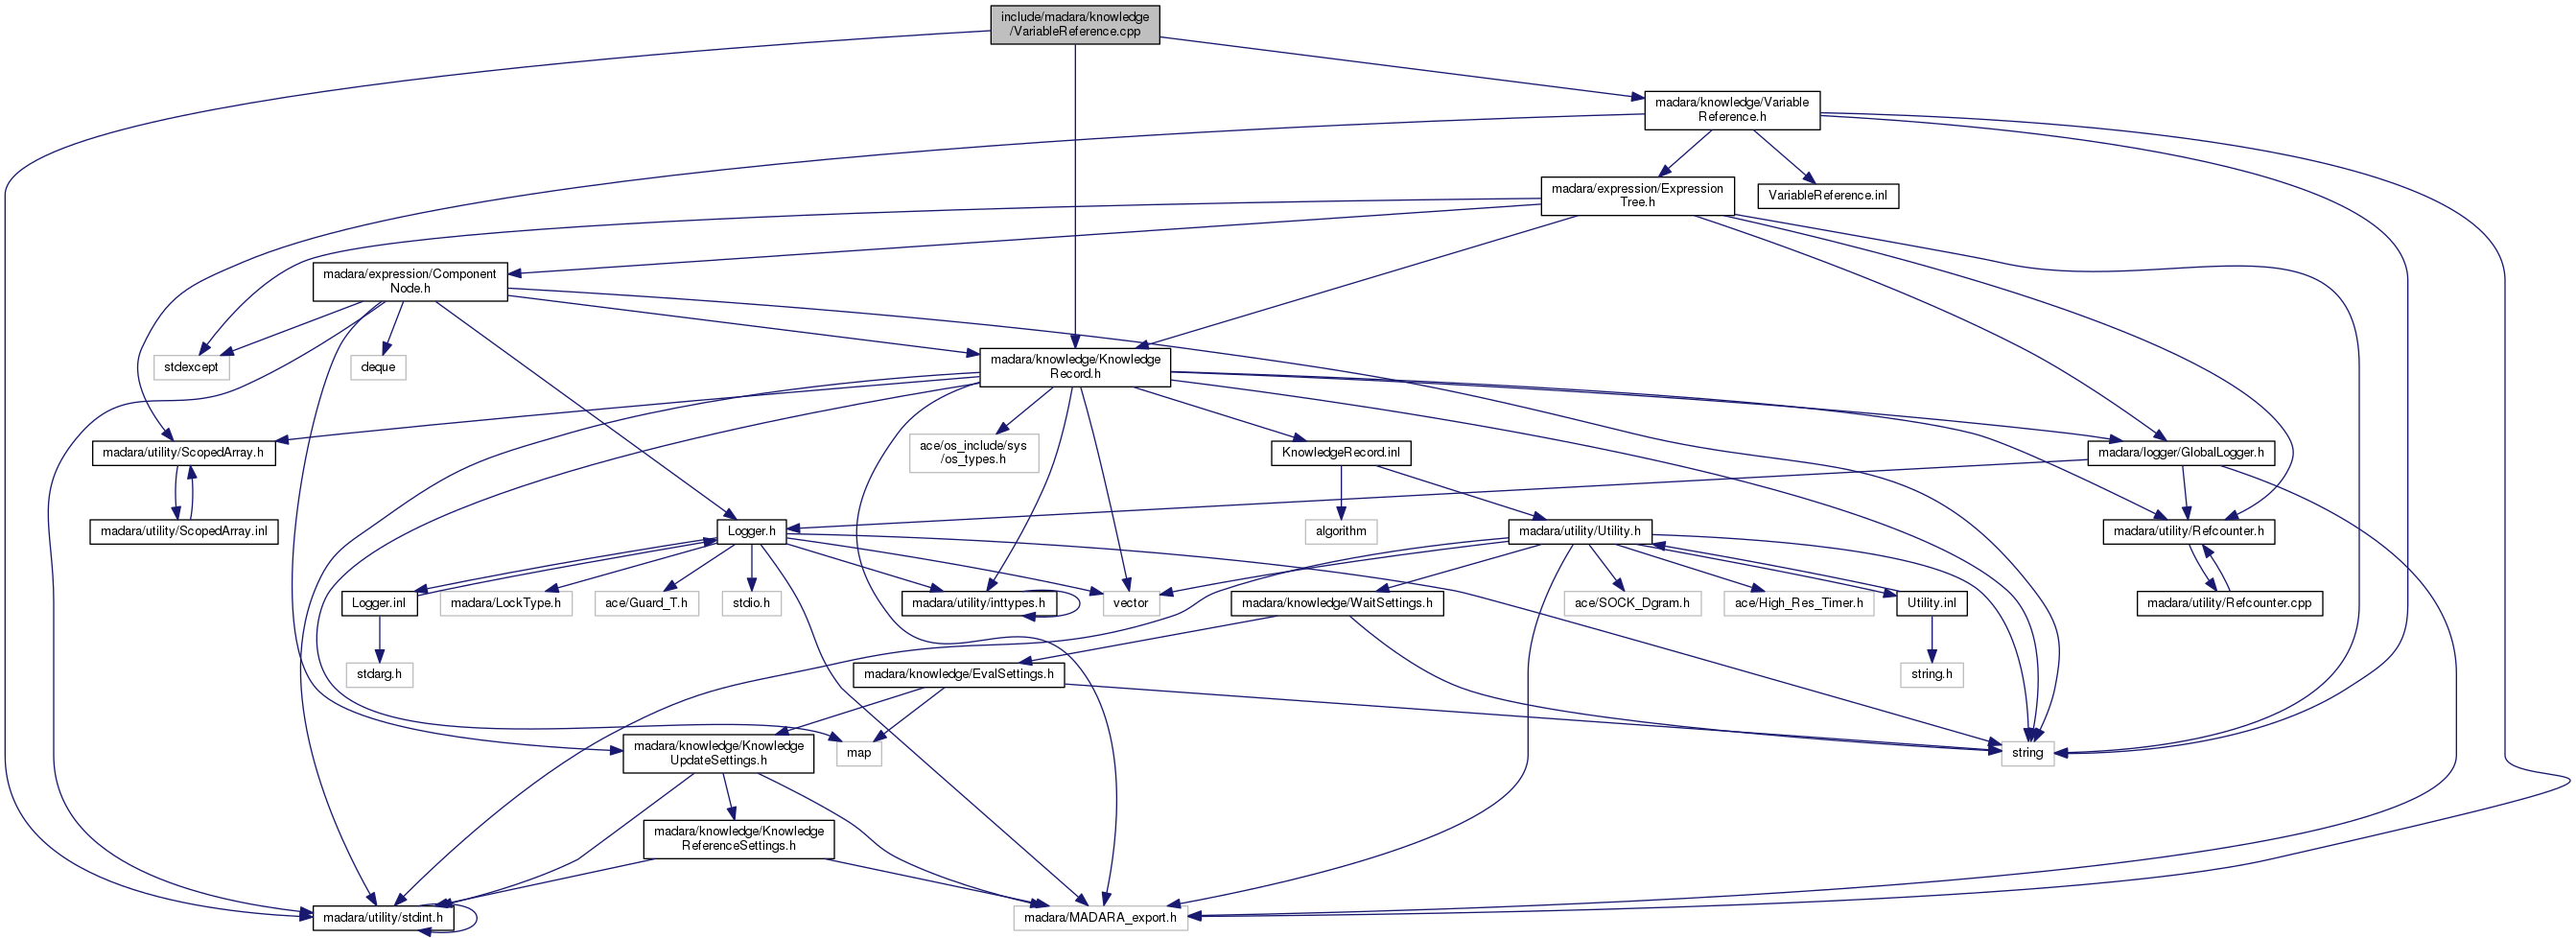 include/madara/knowledge
/VariableReference.cpp
madara/knowledge/Variable
Reference.h
madara/expression/Expression
Tree.h
VariableReference.inl
madara/expression/Component
Node.h
stdexcept
deque
madara/knowledge/Knowledge
Record.h
madara/utility/ScopedArray.h
ace/os_include/sys
/os_types.h
KnowledgeRecord.inl
madara/logger/GlobalLogger.h
madara/utility/ScopedArray.inl
Logger.h
algorithm
madara/utility/Utility.h
madara/utility/Refcounter.h
Logger.inl
madara/LockType.h
ace/Guard_T.h
stdio.h
madara/utility/inttypes.h
vector
madara/knowledge/WaitSettings.h
ace/SOCK_Dgram.h
ace/High_Res_Timer.h
Utility.inl
madara/utility/Refcounter.cpp
stdarg.h
madara/knowledge/EvalSettings.h
string.h
madara/knowledge/Knowledge
UpdateSettings.h
map
string
madara/knowledge/Knowledge
ReferenceSettings.h
madara/utility/stdint.h
madara/MADARA_export.h